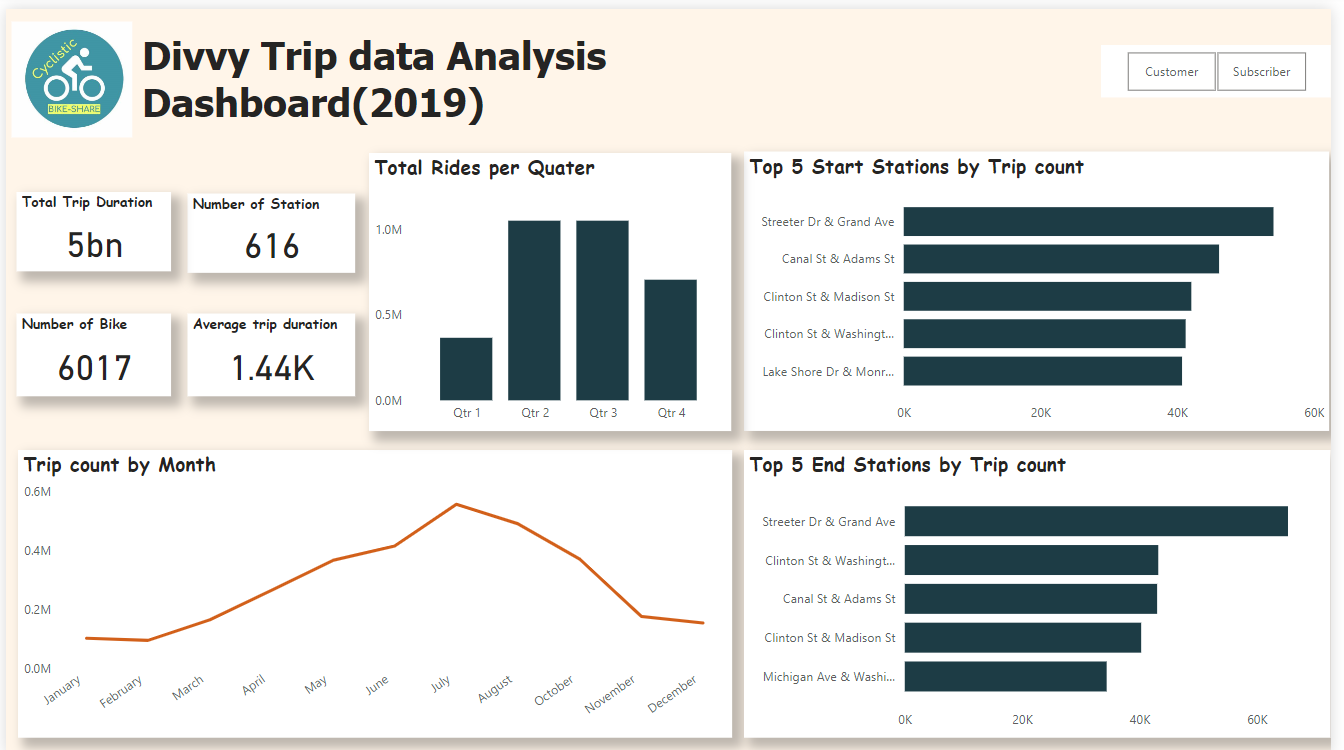 Cyclistic
BIKE-SHARE
Divvy Trip data Analysis
Dashboard(2019)
Customer
Subscriber
Total Trip Duration
5bn
Number of Station
616
Number of Bike
6017
Average trip duration
1.44K
Total Rides per Quater
1.0M
0.5M
0.0M
Qtr 1
Qtr 2
Qtr 3
Qtr 4
Top 5 Start Stations by Trip count
Streeter Dr & Grand Ave
Canal St & Adams St
Clinton St & Madison St
Clinton St & Washingt...
Lake Shore Dr & Monr...
0K
20K
40K
60K
Trip count by Month
0.6M
0.4M
0.2M
0.0M
January
February
March
April
May
June
July
August
October
November
December
Top 5 End Stations by Trip count
Streeter Dr & Grand Ave
Clinton St & Washingt...
Canal St & Adams St
Clinton St & Madison St
Michigan Ave & Washi...
0K
20K
40K
60K